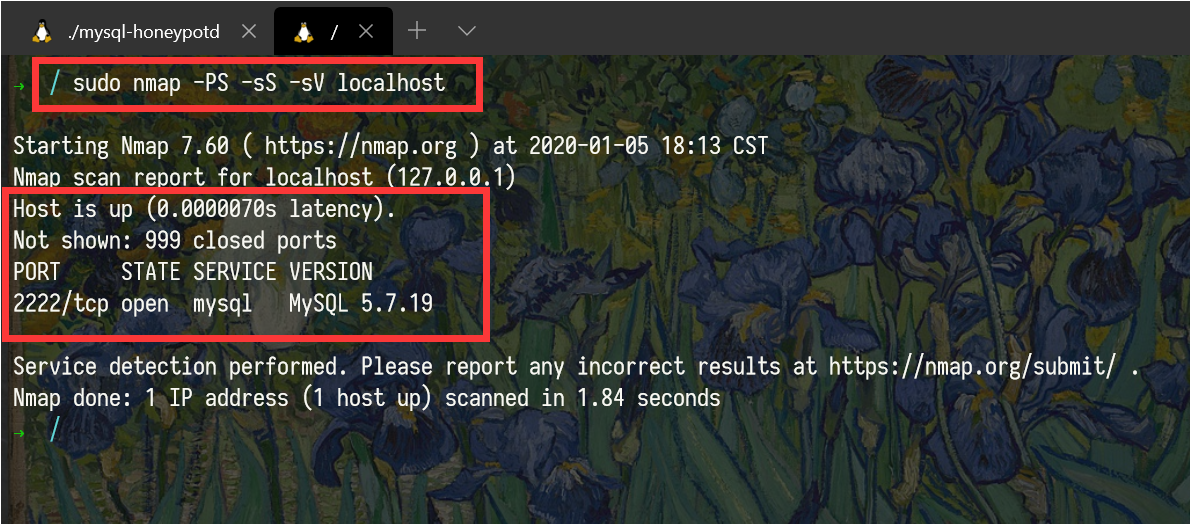 ./mysql-honeypotd
/
→ / sudo nmap -PS -sS -sV localhost
Starting Nmap 7.60 ( https://nmap.org ) at 2020-01-05 18:13 CST
Nmap scan report for localhost (127.0.0.1)
Host is up (0.0000070s latency).
Not shown: 999 closed ports
PORT     STATE SERVICE VERSION
2222/tcp open  mysql   MySQL 5.7.19
Service detection performed. Please report any incorrect results at https://nmap.org/submit/ .
Nmap done: 1 IP address (1 host up) scanned in 1.84 seconds
→ /